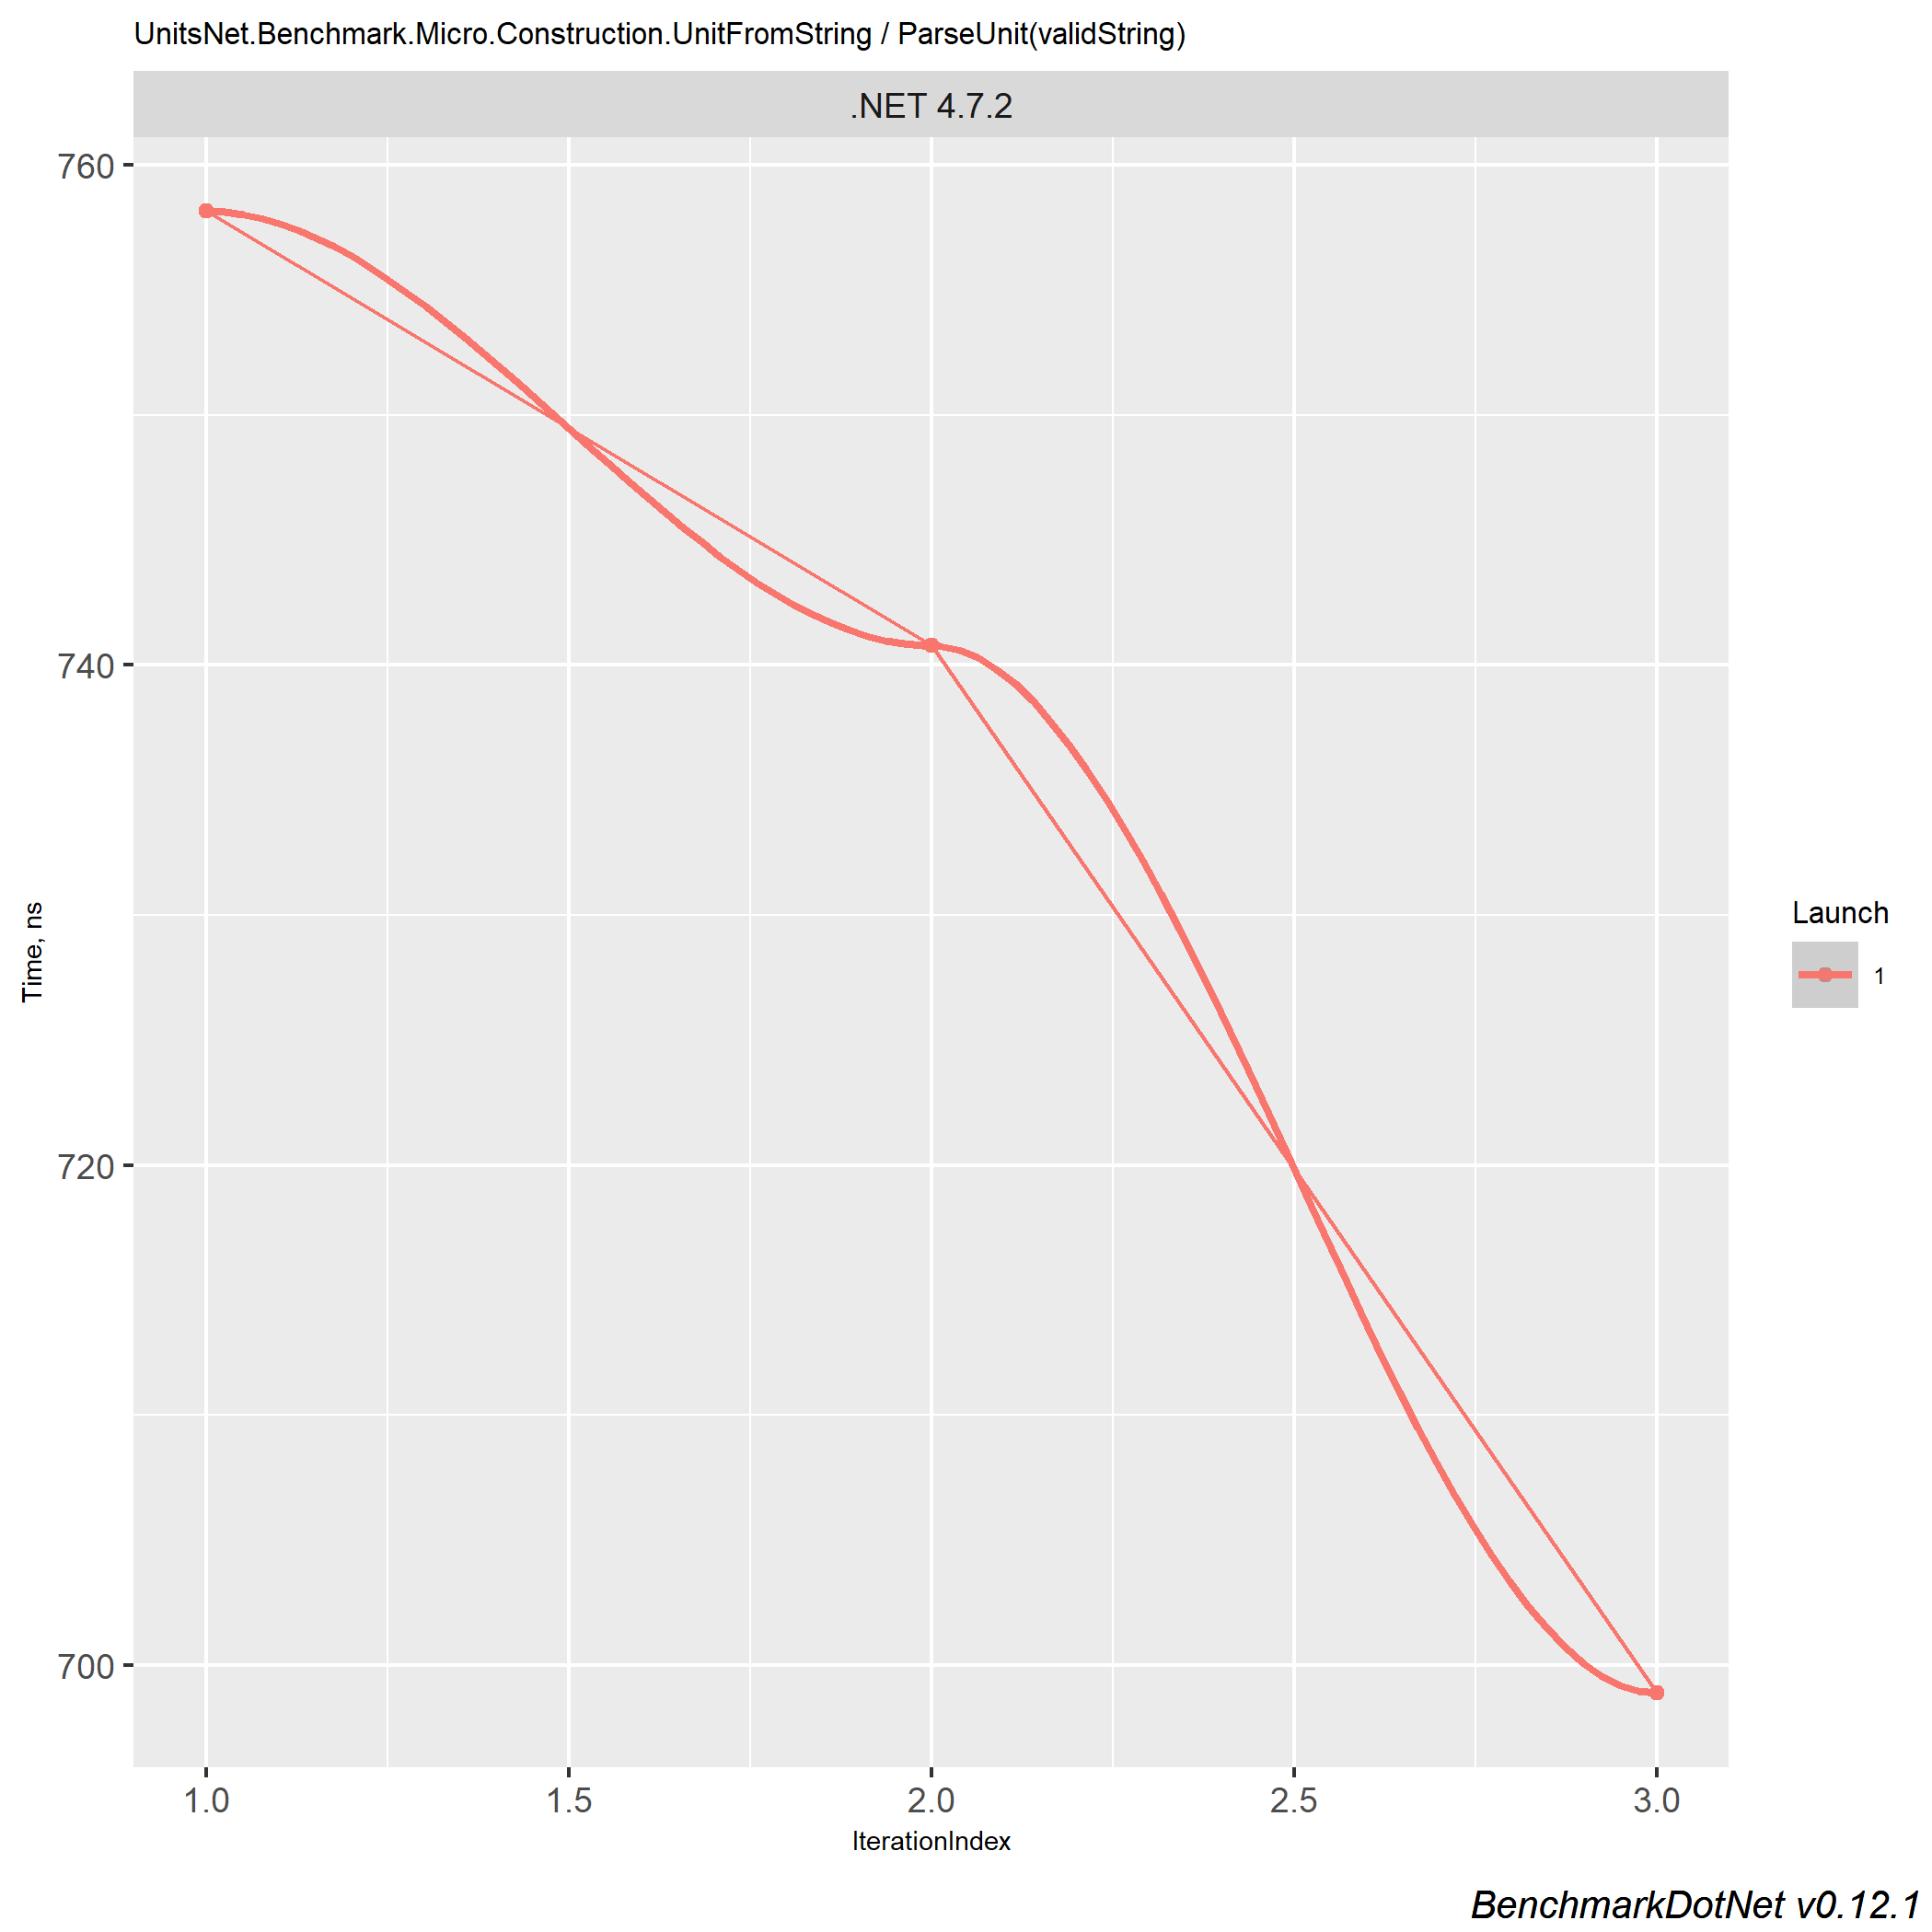 UnitsNet.Benchmark.Micro.Construction.UnitFromString / ParseUnit(validString)
.NET 4.7.2
760
740
720
700
Time, ns
1.0 1.5 2.0 2.5 3.0
IterationIndex
Launch
1
BenchmarkDotNet v0.12.1